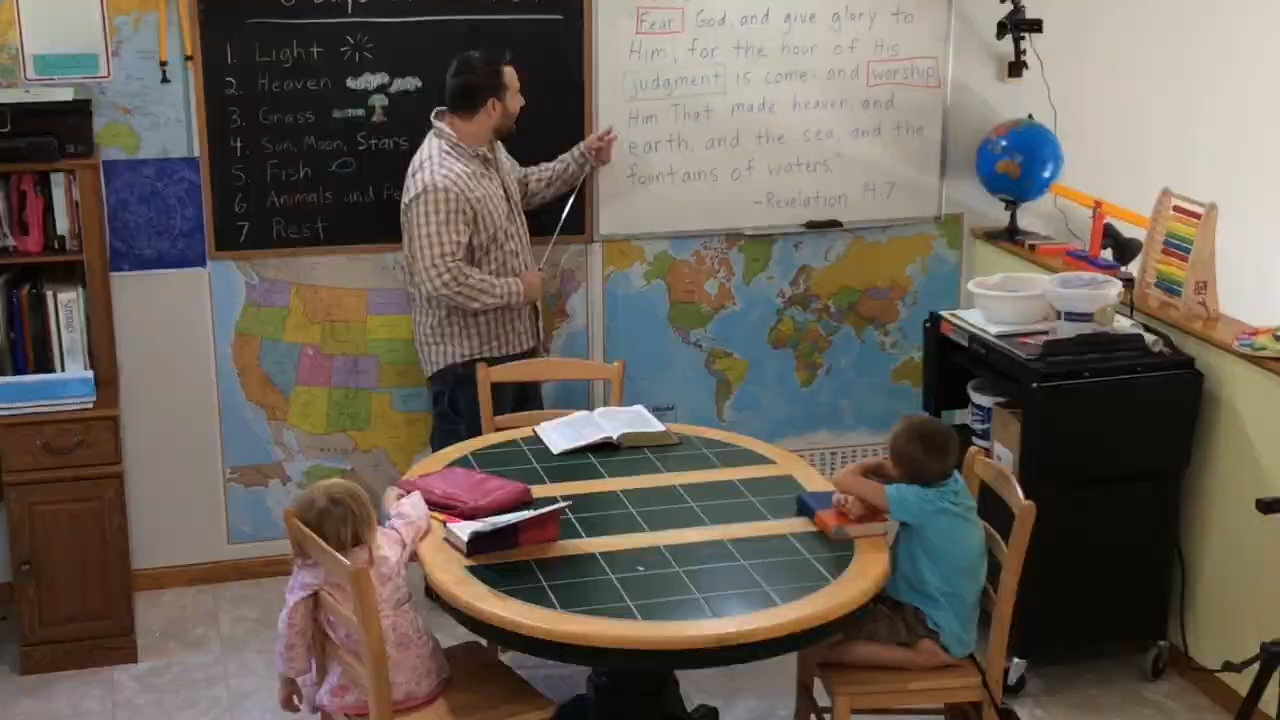 1. Light
2. Heaven
3. Grass
4. Sun, Moon, Stars
5. Fish
6 Animals and Pe
7 Rest
Fear God, and give glory to
Him, for the hour of His
judgment is come: and worship
Him That made heaven, and
earth, and the sea, and the
fountains of waters."
-Revelation 14:7